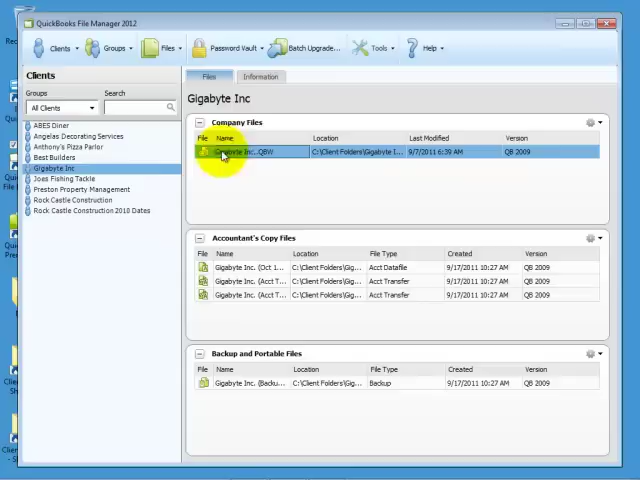 QuickBooks File Manager 2012
Clients Groups Files Password Vault Batch Upgrade... Tools Help
Clients
Groups Search
All Clients
ABES Diner
Angelas Decorating Services
Anthony's Pizza Parlor
Best Builders
Gigabyte Inc
Joes Fishing Tackle
Preston Property Management
Rock Castle Construction
Rock Castle Construction 2010 Dates
Files Information
Gigabyte Inc
Company Files
File Name Location Last Modified Version
Gigabyte Inc..QBW C:\Client Folders\Gigabyte I... 9/7/2011 6:39 AM QB 2009
Accountant's Copy Files
File Name Location File Type Created Version
Gigabyte Inc. (Oct 1... C:\Client Folders\Gig... Acct Datafile 9/17/2011 10:27 AM QB 2009
Gigabyte Inc. (Acct T... C:\Client Folders\Gig... Acct Transfer 9/17/2011 10:27 AM QB 2009
Gigabyte Inc. (Acct T... C:\Client Folders\Gig... Acct Transfer 9/17/2011 10:27 AM QB 2009
Backup and Portable Files
File Name Location File Type Created Version
Gigabyte Inc. (Backu... C:\Client Folders\Gig... Backup 9/17/2011 10:27 AM QB 2009